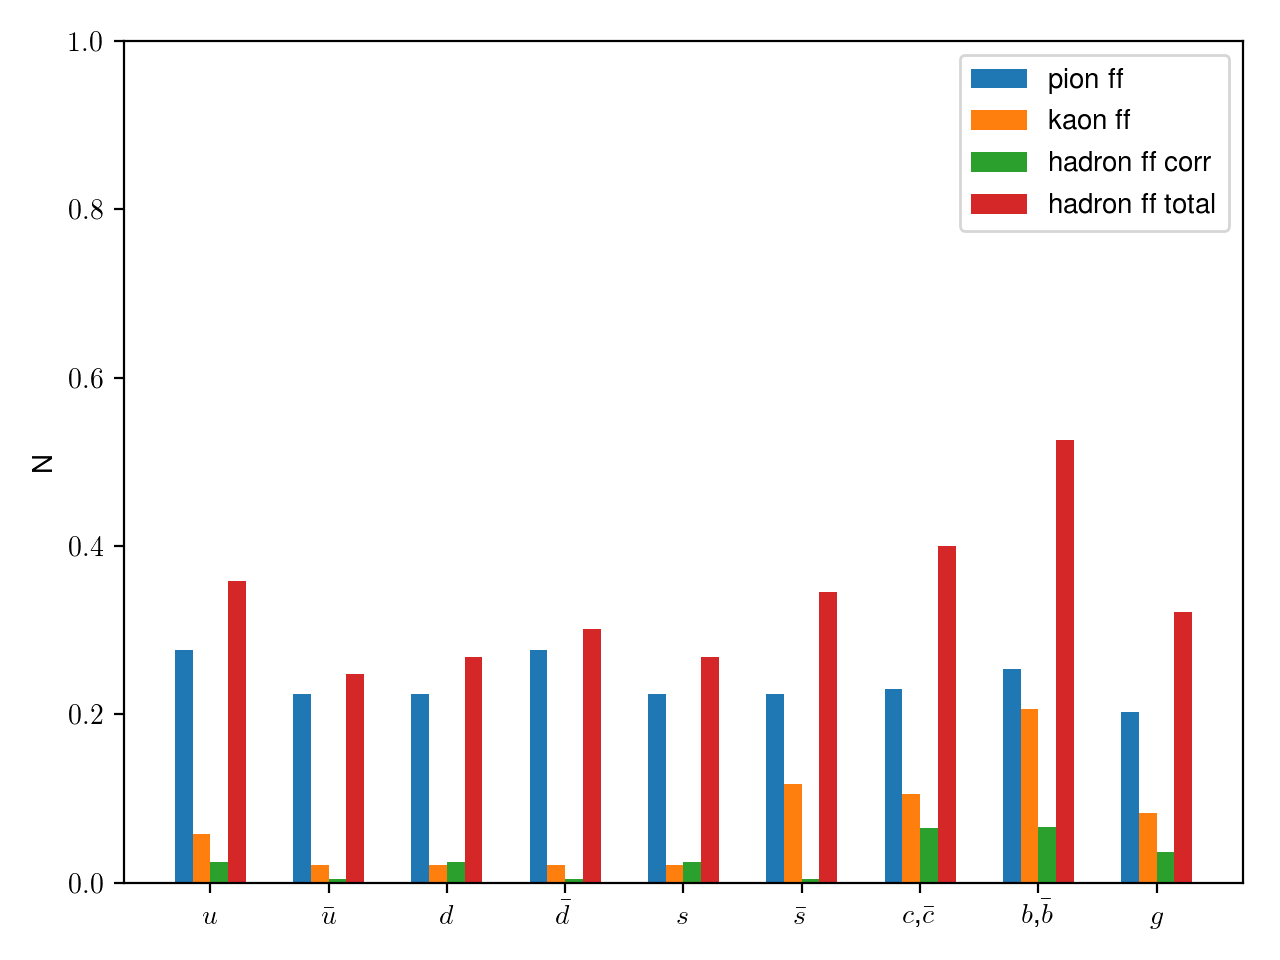 1.0
0.8
0.6
0.4
0.2
0.0
N
pion ff
kaon ff
hadron ff corr
hadron ff total
u
ū
d
d̄
s
s̄
c,c̄
b,b̄
g